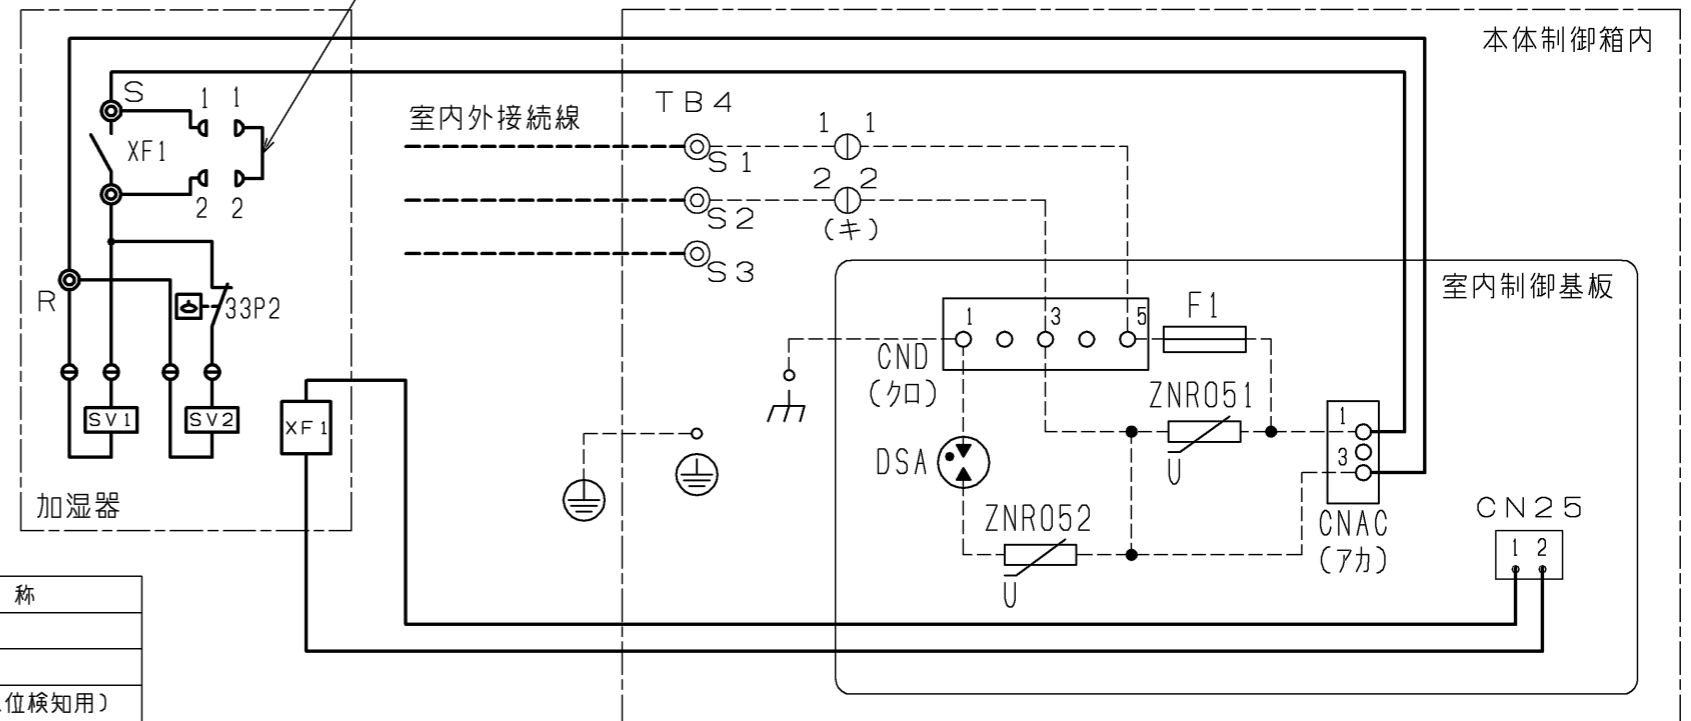 本体制御箱内
S
1 1
XF1
2 2
R
33P2
SV1
SV2
XF1
加湿器
室内外接続線
TB4
S1
S2
S3
1 1
2 2
(キ)
室内制御基板
1 3 5
CND
(クロ)
F1
ZNR051
U
DSA
ZNR052
U
1
3
CNAC
(アカ)
CN25
1 2
称
位検知用)